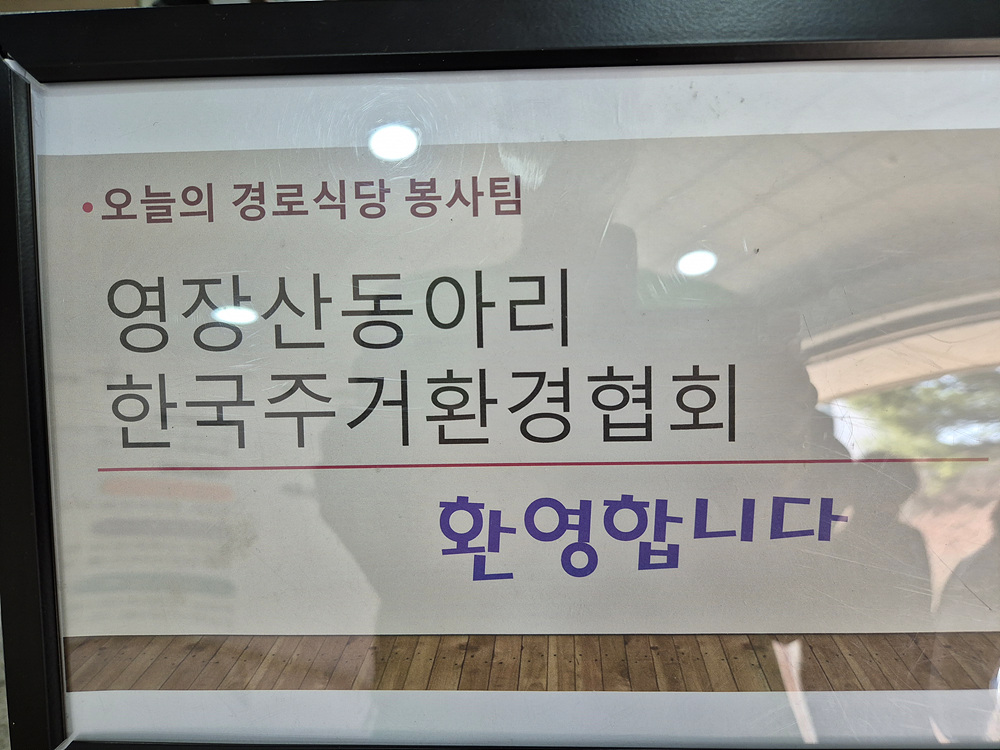 •오늘의 경로식당 봉사팀
영장산동아리
한국주거환경협회
환영합니다